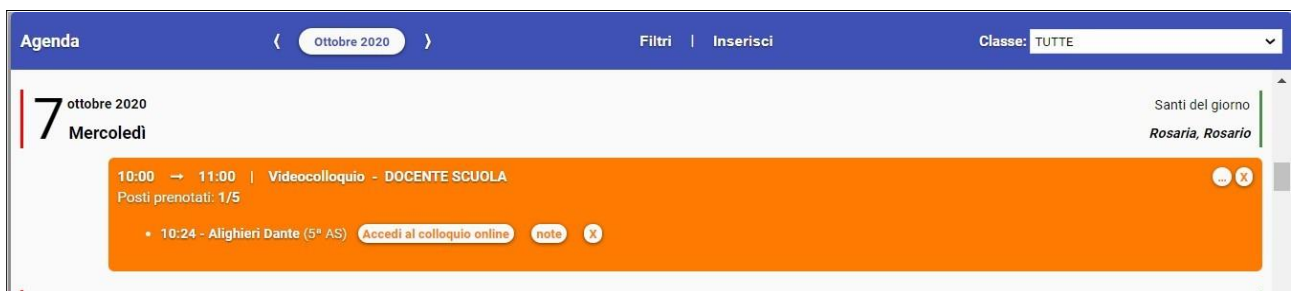 Agenda ⟨ Ottobre 2020 ⟩ Filtri | Inserisci Classe: TUTTE
7 ottobre 2020 Santi del giorno
Mercoledì Rosaria, Rosario
10:00 → 11:00 | Videocolloquio - DOCENTE SCUOLA ... X
Posti prenotati: 1/5
• 10:24 - Alighieri Dante (5ª AS) Accedi al colloquio online note X